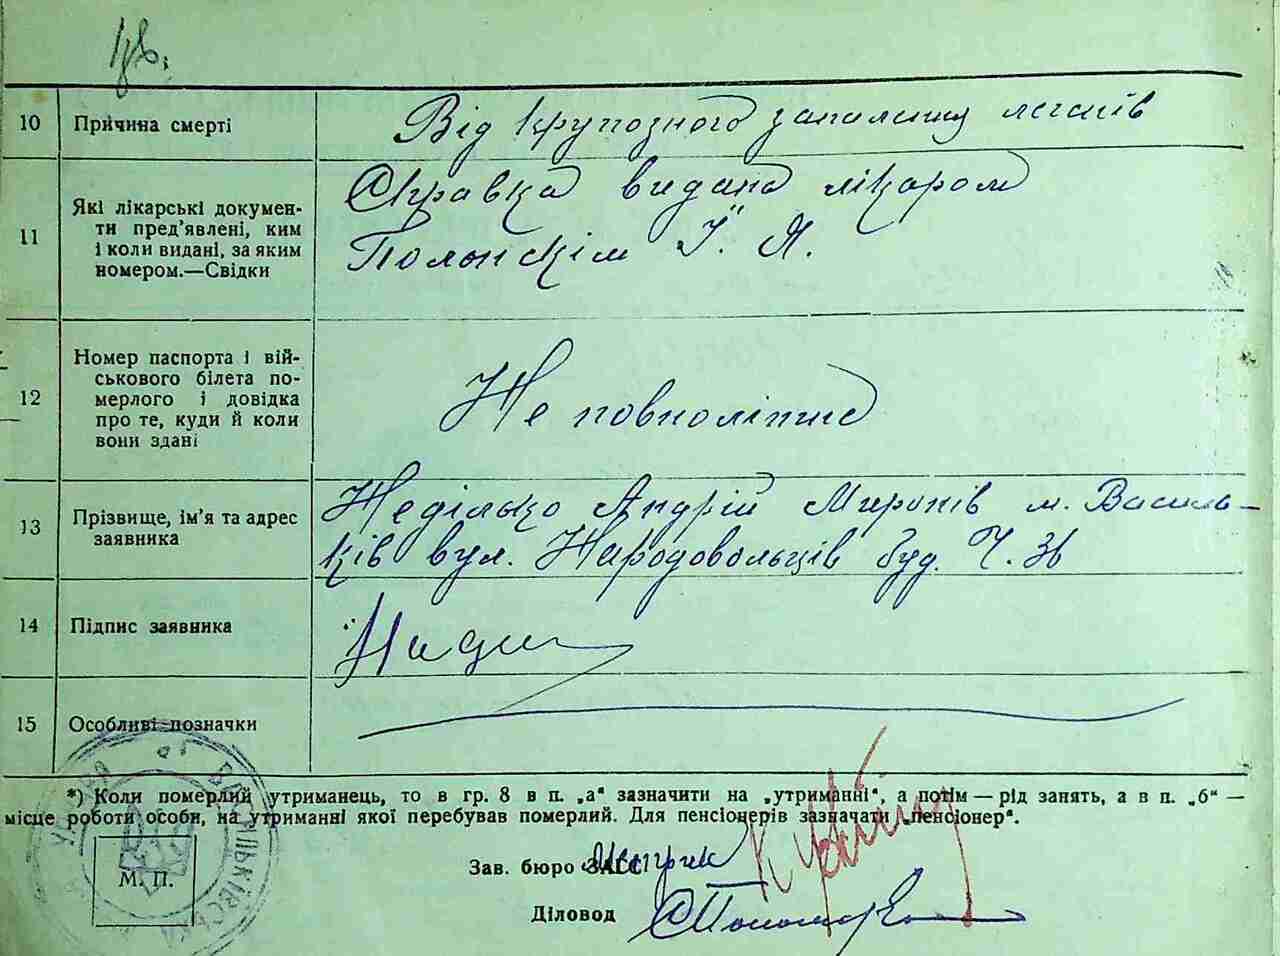 10 Причина смерті Від крупозного запалення легенів
11 Які лікарські докумен-
ти пред’явлені, ким
і коли видані, за яким
номером.—Свідки
Справка видана лікаром
Полонскім Ї. Я.
12 Номер паспорта і вій-
ськового білета по-
мерлого і довідка
про те, куди й коли
вони здані
Не повноліття
13 Прізвище, ім’я та адрес
заявника
Неділько Андрій Миронів м. Василь-
ків вул. Народовольців буд. Ч. 36
14 Підпис заявника
15 Особливі позначки
*) Коли померлий утриманець, то в гр. 8 в п. „а“ зазначити на „утриманні“, а потім — рід занять, а в п. „б“ —
місце роботи особи, на утриманні якої перебував померлий. Для пенсіонерів зазначати „пенсіонер“.
Зав. бюро ЗАГС
М. П.
Діловод